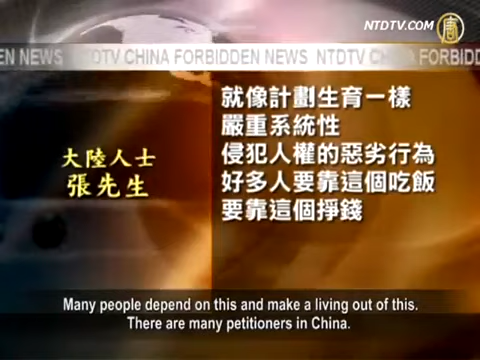 NTDTV.COM
EN NEWS NTDTV CHINA FORBIDDEN NEWS NTDTV CHINA FORBIDD
就像計劃生育一樣
嚴重系統性
大陸人士
侵犯人權的惡劣行為
張先生
好多人要靠這個吃飯
要靠這個掙錢
Many people depend on this and make a living out of this.
There are many petitioners in China.